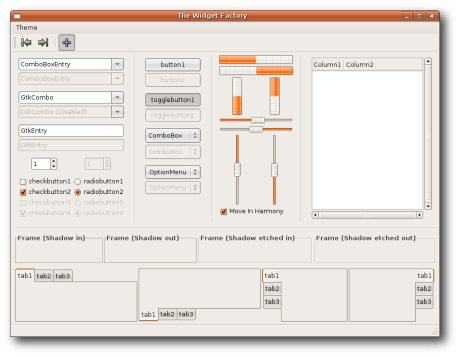 The Widget Factory
Theme
ComboBoxEntry
ComboBoxEntry
GtkCombo
GtkCombo (Disabled)
GtkEntry
GtkEntry
1
1
checkbutton1 radiobutton1
checkbutton2 radiobutton2
checkbutton3 radiobutton3
checkbutton4 radiobutton4
button1
button2
togglebutton1
togglebutton2
ComboBox
ComboBox
OptionMenu
OptionMenu
Move In Harmony
Column1 Column2
Frame (Shadow in)
Frame (Shadow out)
Frame (Shadow etched in)
Frame (Shadow etched out)
tab1 tab2 tab3
tab1 tab2 tab3
tab1
tab2
tab3
tab1
tab2
tab3